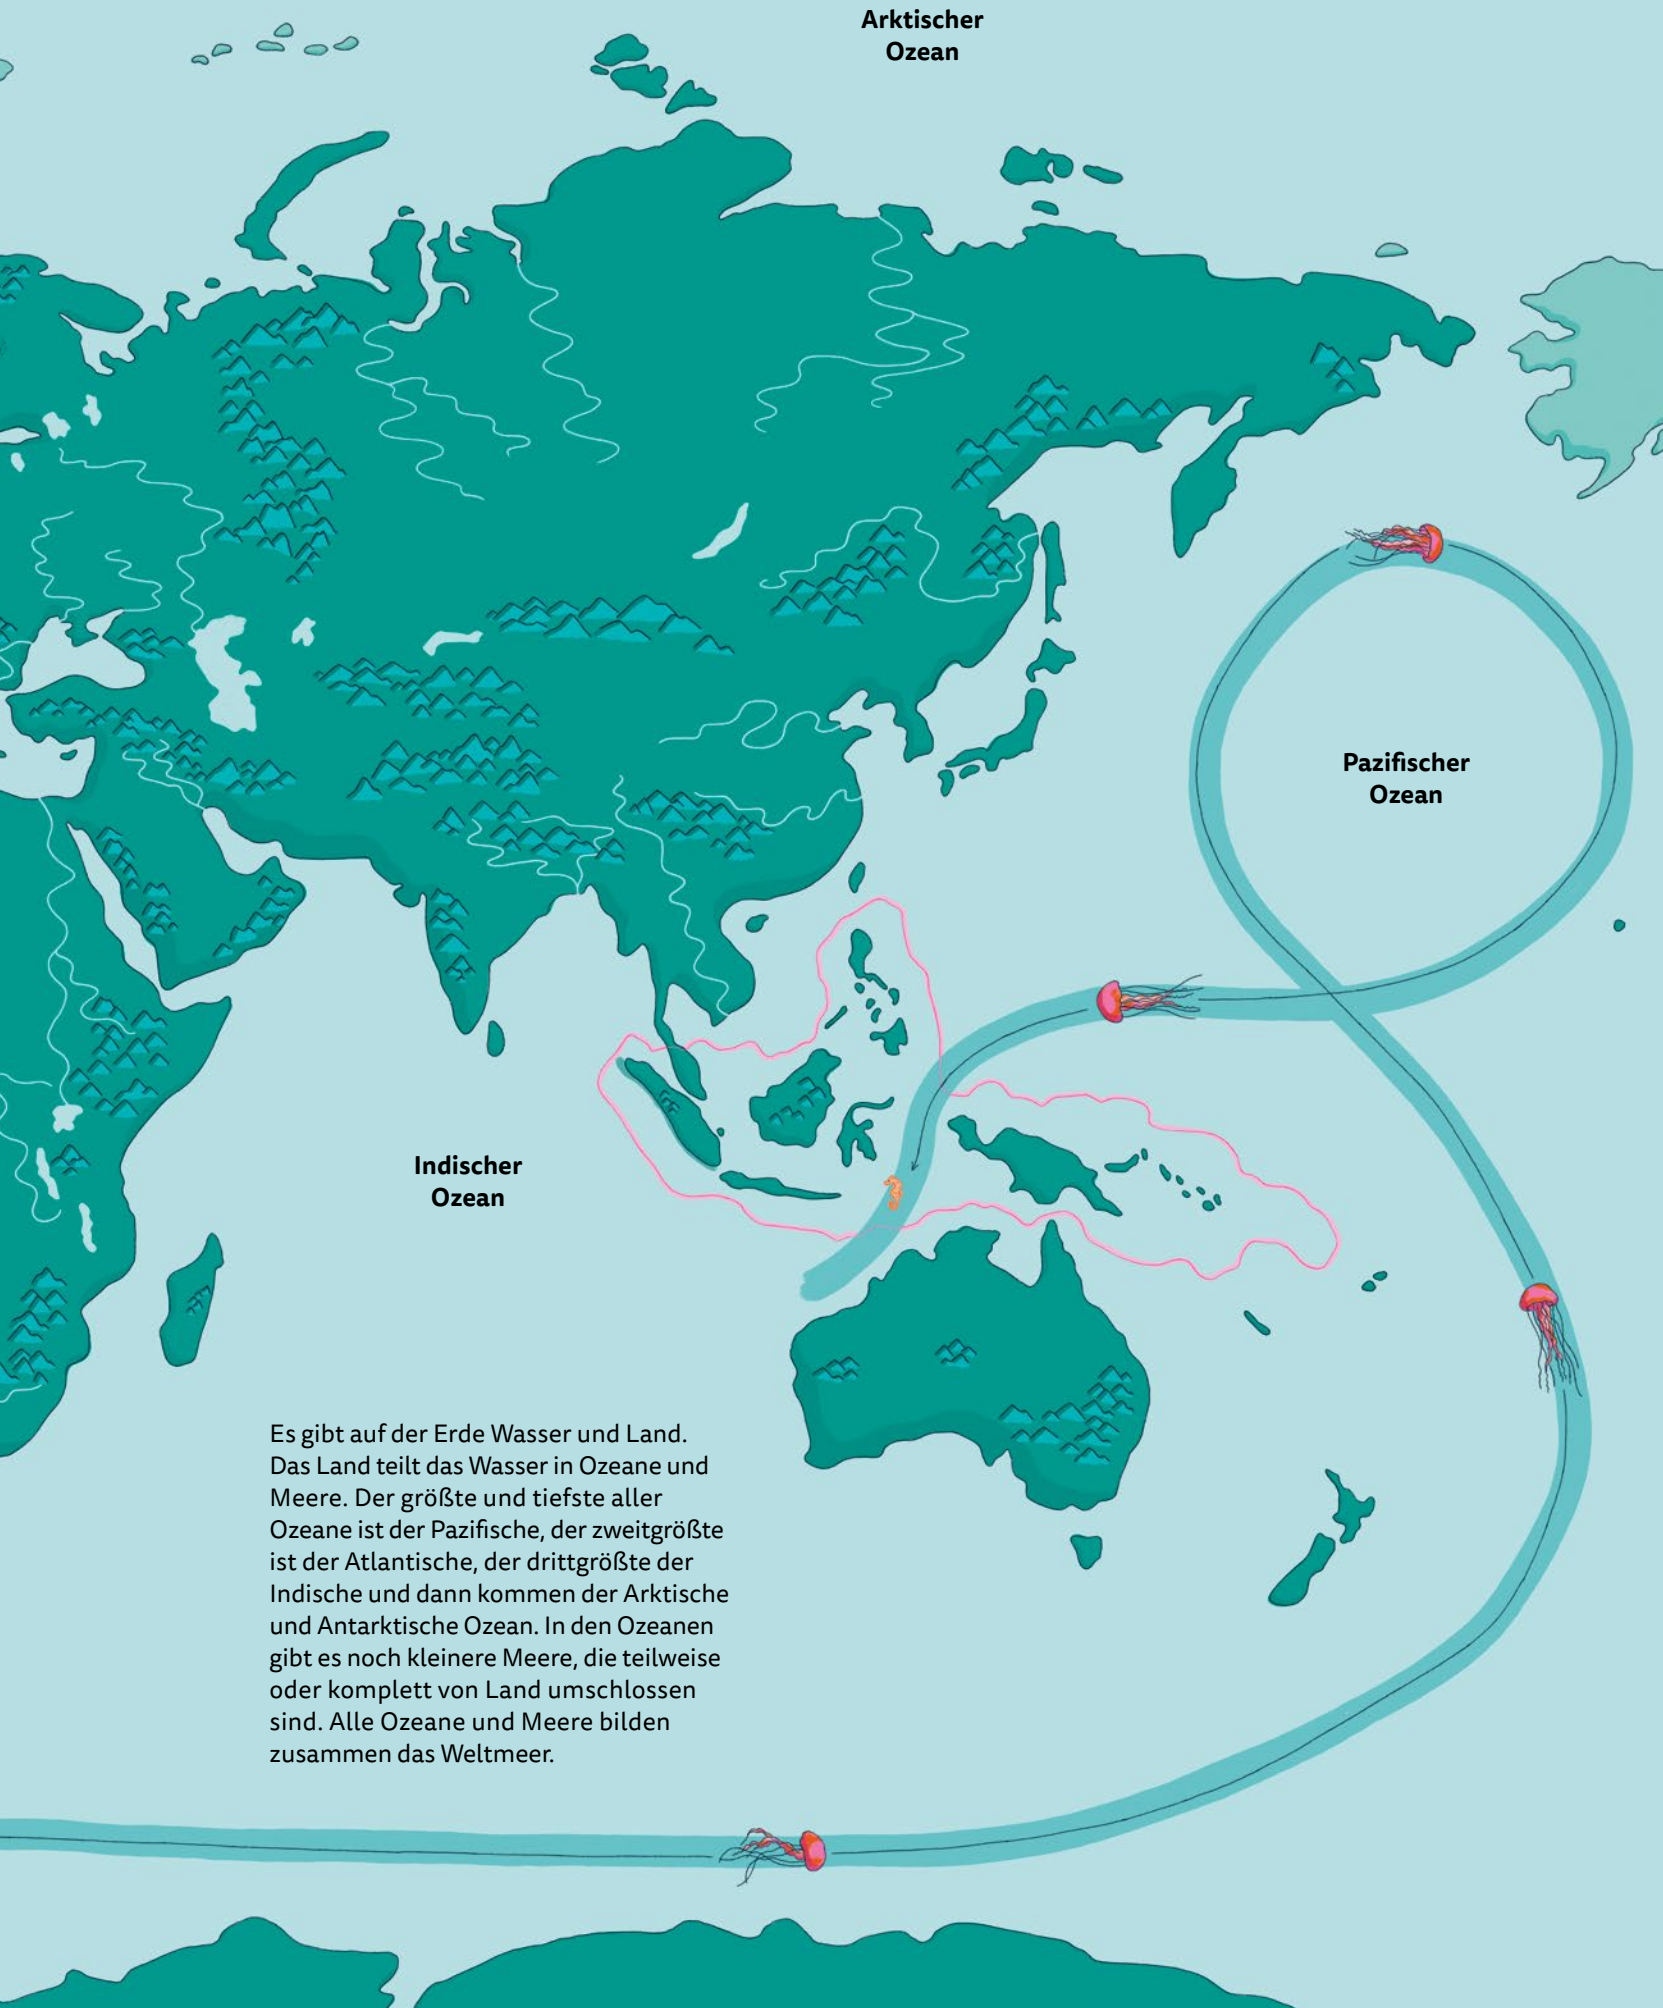 Arktischer
Ozean
Pazifischer
Ozean
Indischer
Ozean
Es gibt auf der Erde Wasser und Land.
Das Land teilt das Wasser in Ozeane und
Meere. Der größte und tiefste aller
Ozeane ist der Pazifische, der zweitgrößte
ist der Atlantische, der drittgrößte der
Indische und dann kommen der Arktische
und Antarktische Ozean. In den Ozeanen
gibt es noch kleinere Meere, die teilweise
oder komplett von Land umschlossen
sind. Alle Ozeane und Meere bilden
zusammen das Weltmeer.